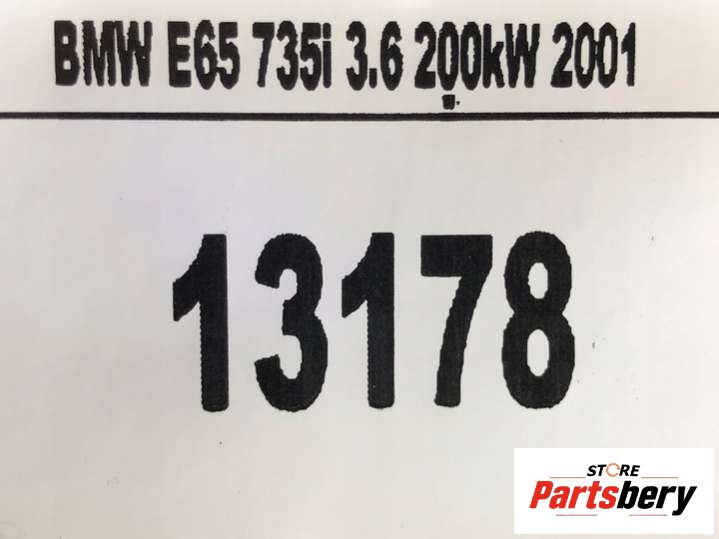 BMW E65 735i 3.6 200kW 2001
13178
STORE
Partsbery